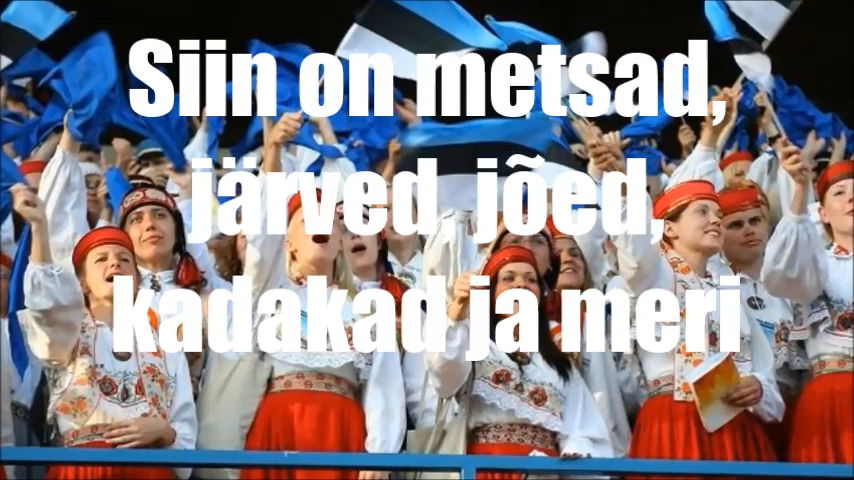 Siin on metsad,
järved, jõed,
kadakad ja meri